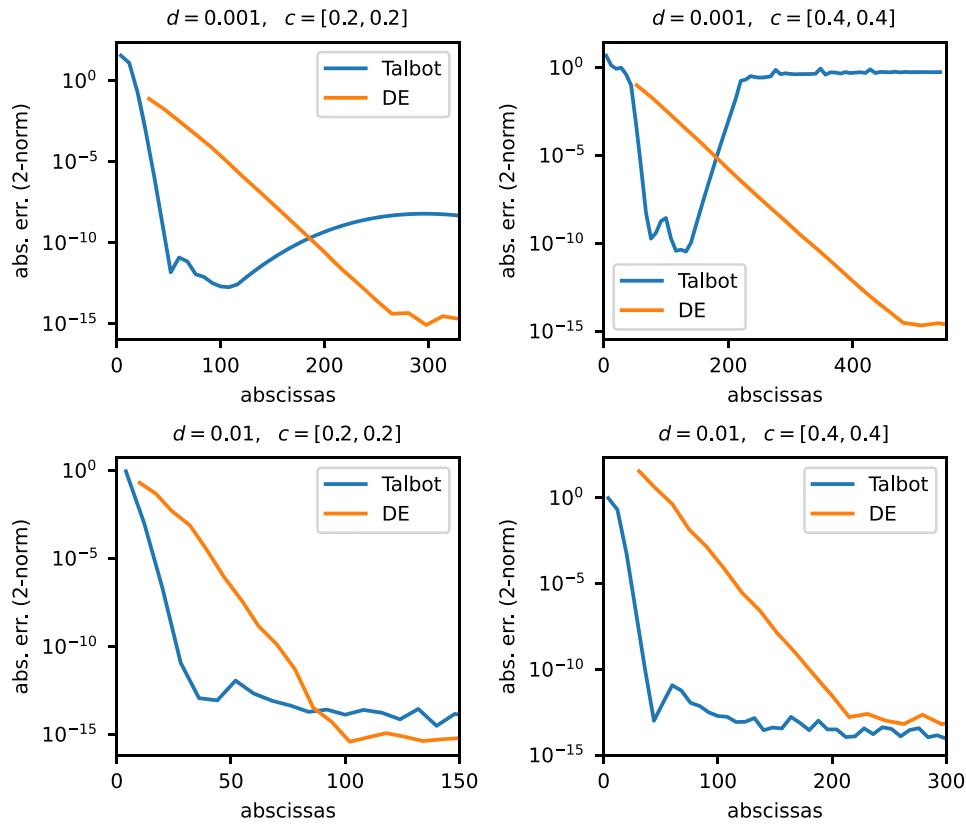 d = 0.001, c = [0.2, 0.2]
abs. err. (2-norm)
10^0
10^-5
10^-10
10^-15
Talbot
DE
0 100 200 300
abscissas
d = 0.001, c = [0.4, 0.4]
abs. err. (2-norm)
10^0
10^-5
10^-10
10^-15
Talbot
DE
0 200 400
abscissas
d = 0.01, c = [0.2, 0.2]
abs. err. (2-norm)
10^0
10^-5
10^-10
10^-15
Talbot
DE
0 50 100 150
abscissas
d = 0.01, c = [0.4, 0.4]
abs. err. (2-norm)
10^0
10^-5
10^-10
10^-15
Talbot
DE
0 100 200 300
abscissas